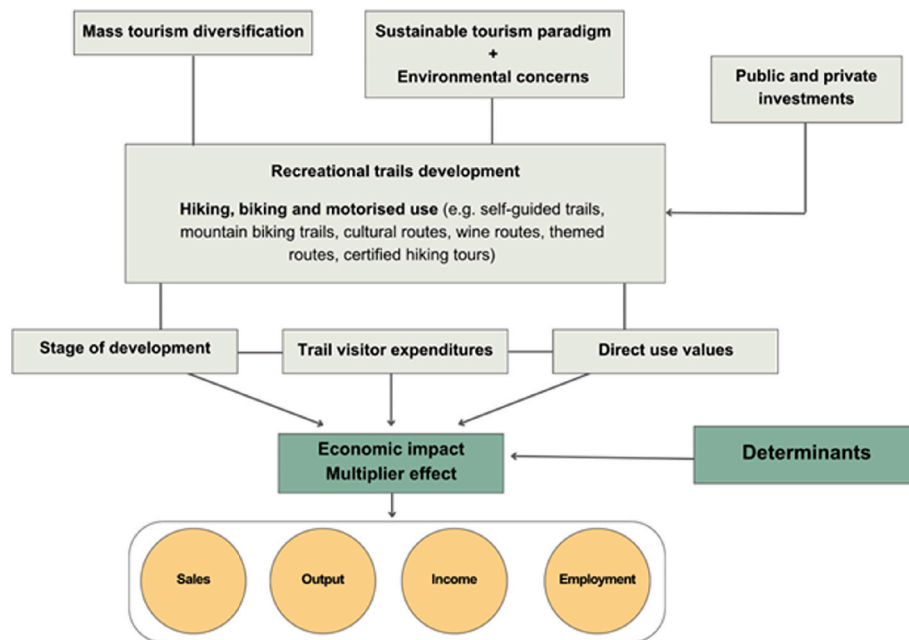 Mass tourism diversification
Sustainable tourism paradigm
+
Environmental concerns
Public and private
investments
Recreational trails development
Hiking, biking and motorised use (e.g. self-guided trails,
mountain biking trails, cultural routes, wine routes, themed
routes, certified hiking tours)
Stage of development
Trail visitor expenditures
Direct use values
Economic impact
Multiplier effect
Determinants
Sales
Output
Income
Employment